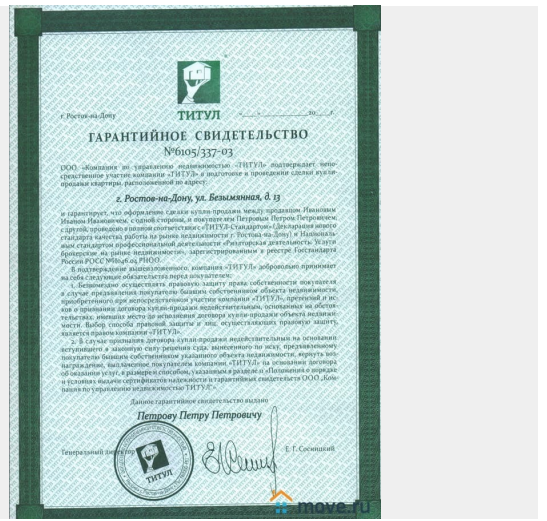 ТИТУЛ
г. Ростов-на-Дону «____» ____________ 20____г.
ГАРАНТИЙНОЕ СВИДЕТЕЛЬСТВО
№6105/337-03
ООО «Компания по управлению недвижимостью «ТИТУЛ» подтверждает непо-
средственное участие компании «ТИТУЛ» в подготовке и проведении сделки купли-
продажи квартиры, расположенной по адресу:
г. Ростов-на-Дону, ул. Безымянная, д. 13
и гарантирует, что оформление сделки купли-продажи между продавцом Ивановым
Иваном Ивановичем, с одной стороны, и покупателем Петровым Петром Петровичем,
с другой, проведено в полном соответствии с «ТИТУЛ-Стандартом» (Декларация нового
стандарта качества работы на рынке недвижимости г. Ростова-на-Дону) и Националь-
ным стандартом профессиональной деятельности «Риэлторская деятельность. Услуги
брокерские на рынке недвижимости», зарегистрированным в реестре Госстандарта
России РОСС RU РНОО.
В подтверждение вышеизложенного, компания «ТИТУЛ» добровольно принимает
на себя следующие обязательства перед покупателем:
1. Безвозмездно осуществлять правовую защиту права собственности покупателя
в случае предъявления покупателю бывшим собственником объекта недвижимости,
приобретенного при непосредственном участии компании «ТИТУЛ», претензий и ис-
ков о признании договора купли-продажи недействительным, основанных на обстоя-
тельствах, имевших место до исполнения договора купли-продажи объекта недвижи-
мости. Выбор способа правовой защиты и лиц, осуществляющих правовую защиту,
является правом компании «ТИТУЛ».
2. В случае признания договора купли-продажи недействительным на основании
вступившего в законную силу решения суда, вынесенного по иску, предъявленному
покупателю бывшим собственником указанного объекта недвижимости, вернуть воз-
награждение, выплаченное покупателем компании «ТИТУЛ» на основании договора
об оказании услуг, в размере и способом, указанным в разделе 11 «Положения о порядке
и условиях выдачи сертификатов надежности и гарантийных свидетельств ООО „Ком-
пания по управлению недвижимостью ТИТУЛ“».
Данное гарантийное свидетельство выдано
Петрову Петру Петровичу
Генеральный директор Е. Г. Сосницкий
ТИТУЛ
move.ru